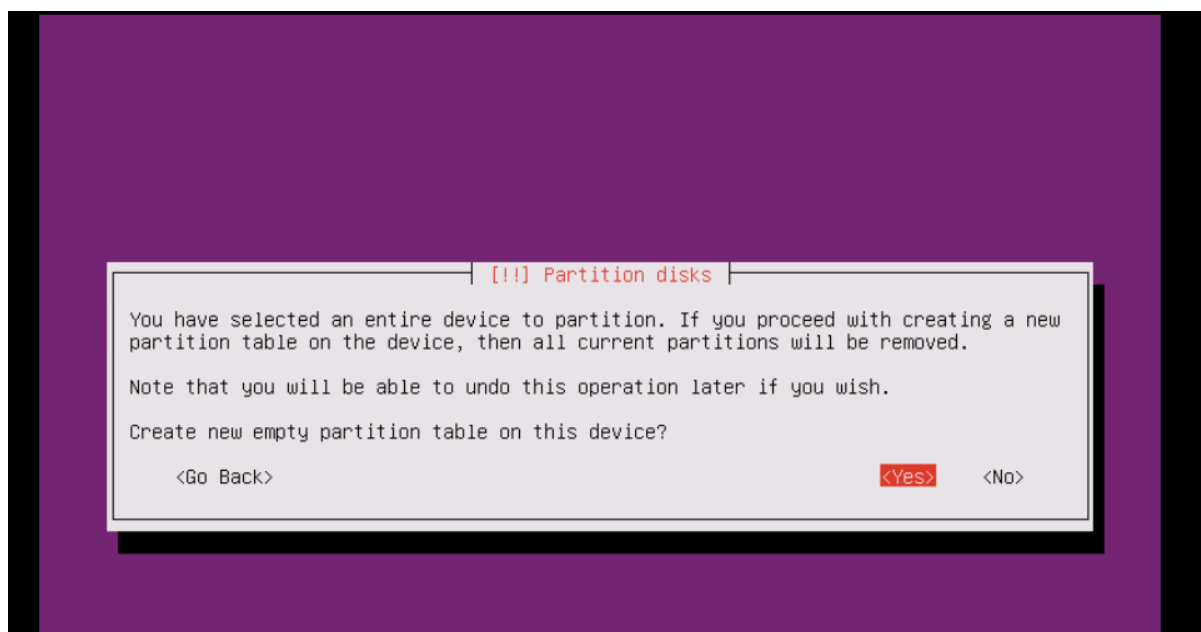 [!!] Partition disks
You have selected an entire device to partition. If you proceed with creating a new
partition table on the device, then all current partitions will be removed.
Note that you will be able to undo this operation later if you wish.
Create new empty partition table on this device?
<Go Back> <Yes> <No>